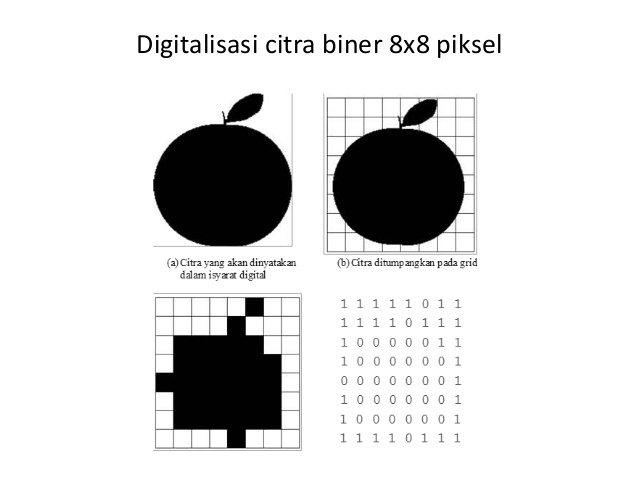 Digitalisasi citra biner 8x8 piksel
(a) Citra yang akan dinyatakan
dalam isyarat digital
(b) Citra ditumpangkan pada grid
1 1 1 1 1 0 1 1
1 1 1 1 0 1 1 1
1 0 0 0 0 0 1 1
1 0 0 0 0 0 0 1
0 0 0 0 0 0 0 1
1 0 0 0 0 0 0 1
1 0 0 0 0 0 0 1
1 1 1 1 0 1 1 1